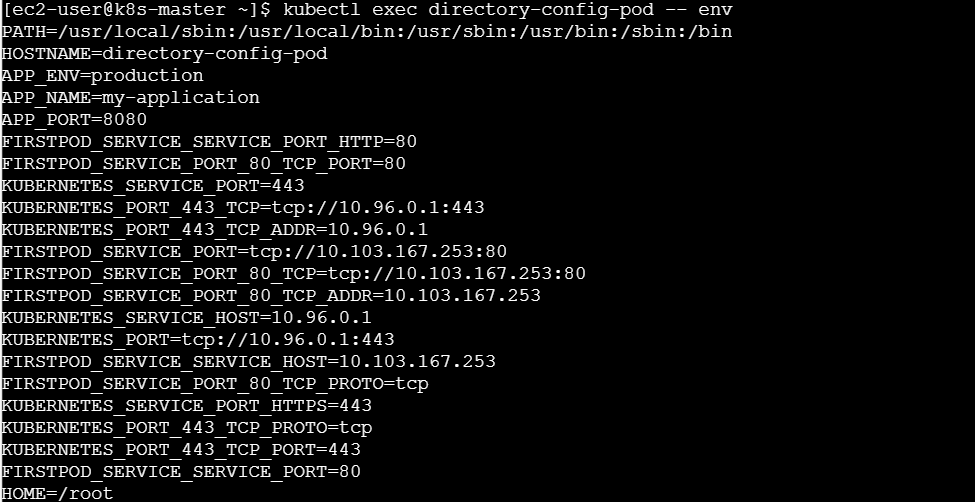 [ec2-user@k8s-master ~]$ kubectl exec directory-config-pod -- env
PATH=/usr/local/sbin:/usr/local/bin:/usr/sbin:/usr/bin:/sbin:/bin
HOSTNAME=directory-config-pod
APP_ENV=production
APP_NAME=my-application
APP_PORT=8080
FIRSTPOD_SERVICE_SERVICE_PORT_HTTP=80
FIRSTPOD_SERVICE_PORT_80_TCP_PORT=80
KUBERNETES_SERVICE_PORT=443
KUBERNETES_PORT_443_TCP=tcp://10.96.0.1:443
KUBERNETES_PORT_443_TCP_ADDR=10.96.0.1
FIRSTPOD_SERVICE_PORT=tcp://10.103.167.253:80
FIRSTPOD_SERVICE_PORT_80_TCP=tcp://10.103.167.253:80
FIRSTPOD_SERVICE_PORT_80_TCP_ADDR=10.103.167.253
KUBERNETES_SERVICE_HOST=10.96.0.1
KUBERNETES_PORT=tcp://10.96.0.1:443
FIRSTPOD_SERVICE_SERVICE_HOST=10.103.167.253
FIRSTPOD_SERVICE_PORT_80_TCP_PROTO=tcp
KUBERNETES_SERVICE_PORT_HTTPS=443
KUBERNETES_PORT_443_TCP_PROTO=tcp
KUBERNETES_PORT_443_TCP_PORT=443
FIRSTPOD_SERVICE_SERVICE_PORT=80
HOME=/root